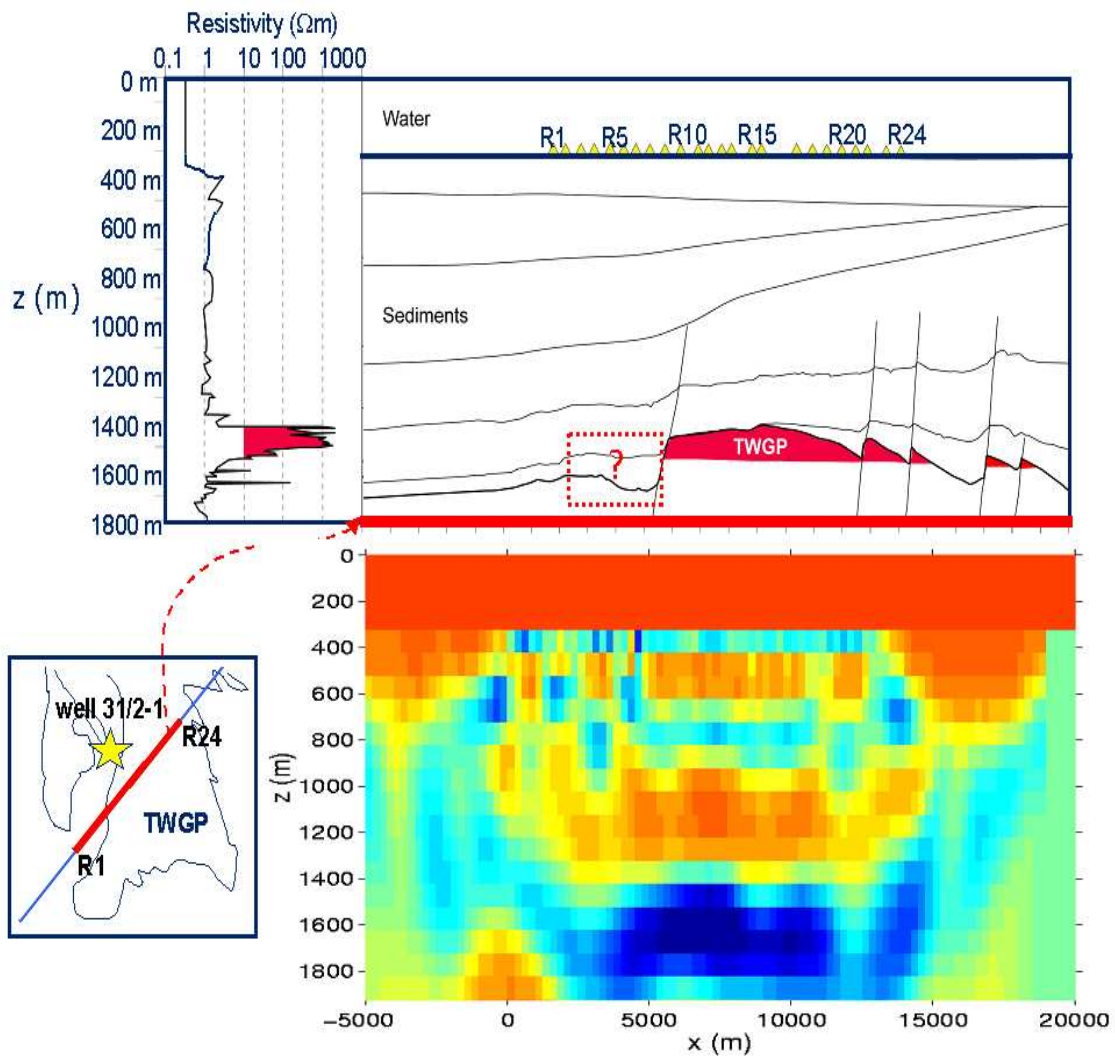 Resistivity (Ωm)
0.1 1 10 100 1000
0 m
200 m
400 m
600 m
800 m
1000 m
1200 m
1400 m
1600 m
1800 m
z (m)
Water
R1 R5 R10 R15 R20 R24
Sediments
TWGP
?
0
200
400
600
800
1000
1200
1400
1600
1800
z (m)
−5000 0 5000 10000 15000 20000
x (m)
well 31/2-1
R24
TWGP
R1